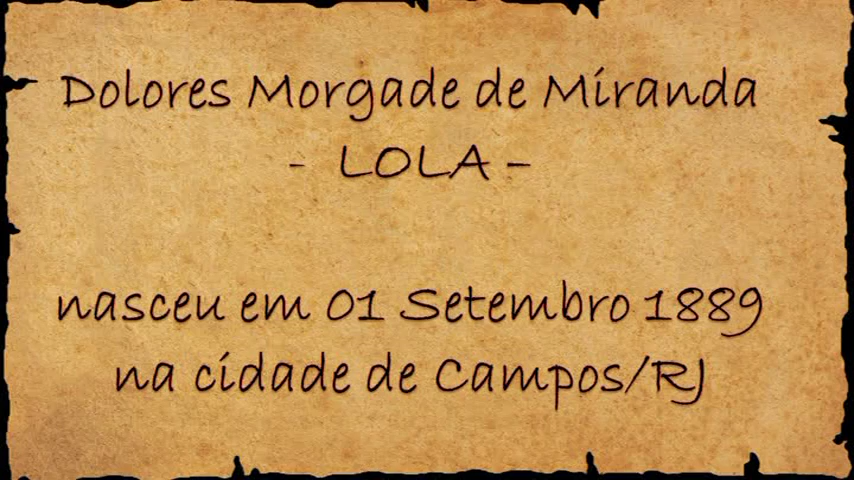 Dolores Morgade de Miranda
- LOLA –
nasceu em 01 Setembro 1889
na cidade de Campos/RJ